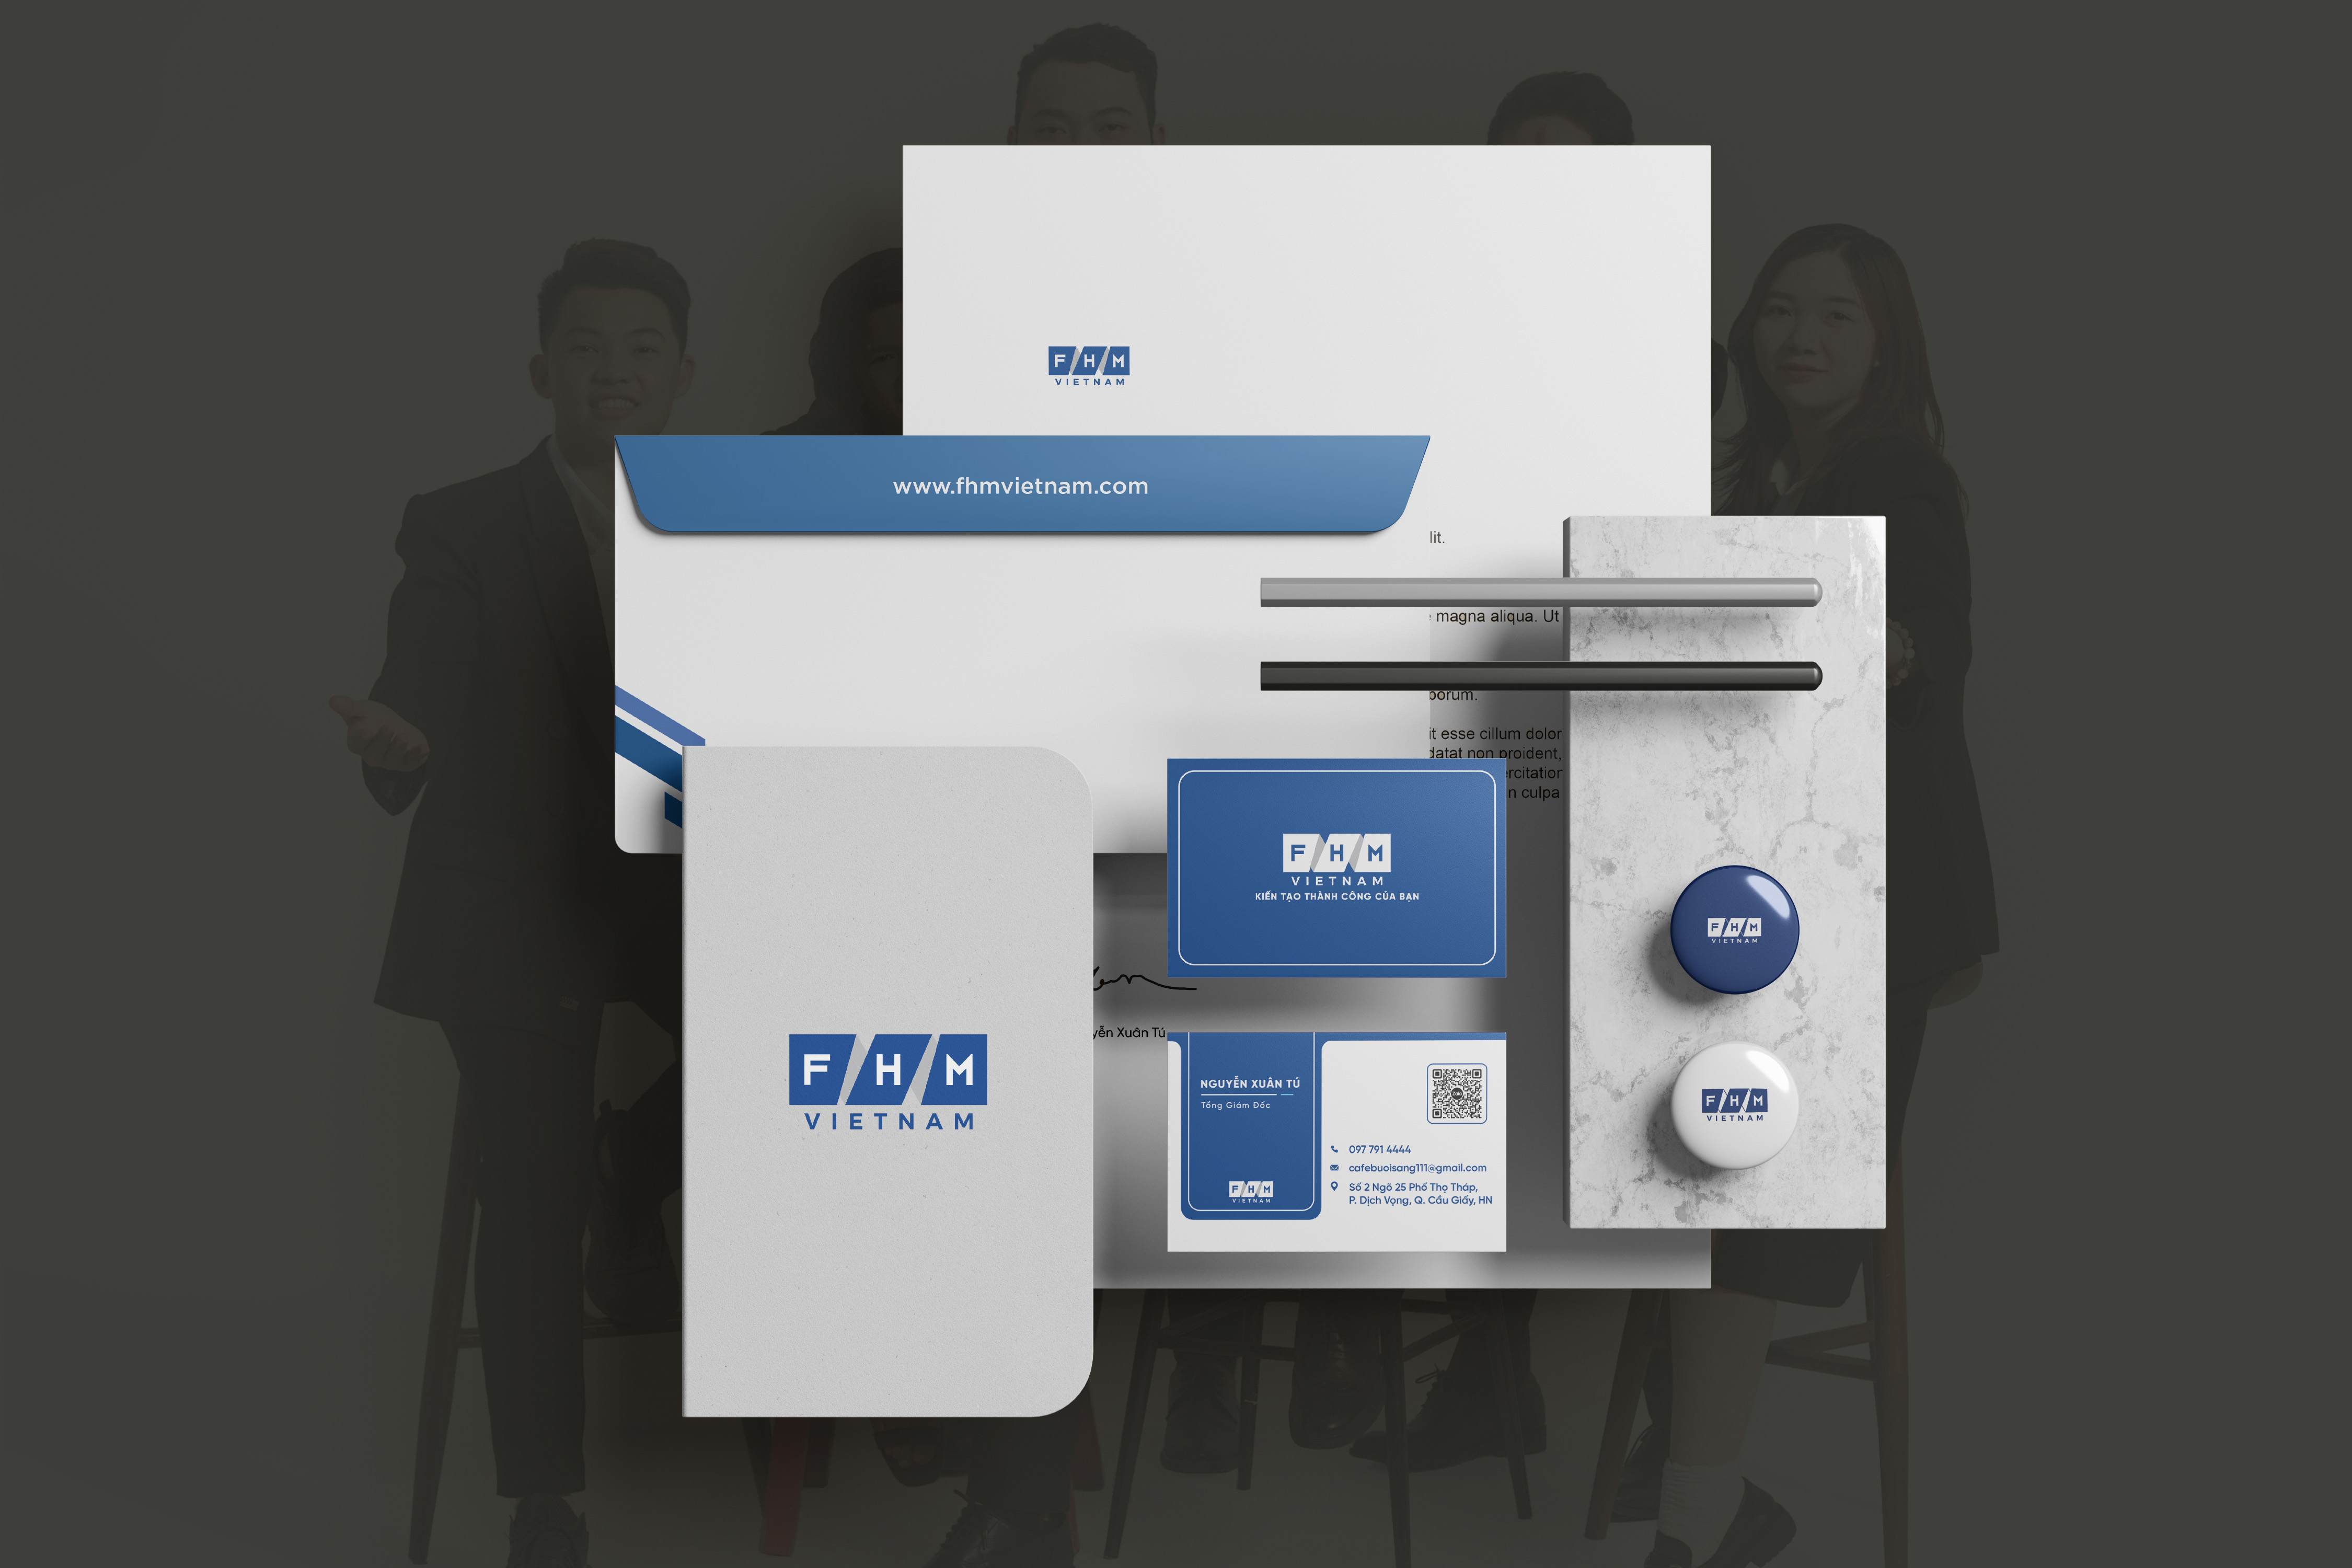 F H M
VIETNAM
www.fhmvietnam.com
lit.
magna aliqua. Ut
borum.
it esse cillum dolor
datat non proident,
ercitation
n culpa
F H M
VIETNAM
KIẾN TẠO THÀNH CÔNG CỦA BẠN
F H M
VIETNAM
F H M
VIETNAM
yễn Xuân Tú
NGUYỄN XUÂN TÚ
Tổng Giám Đốc
F H M
VIETNAM
097 791 4444
cafebuoisang111@gmail.com
Số 2 Ngõ 25 Phố Thọ Tháp,
P. Dịch Vọng, Q. Cầu Giấy, HN
F H M
VIETNAM